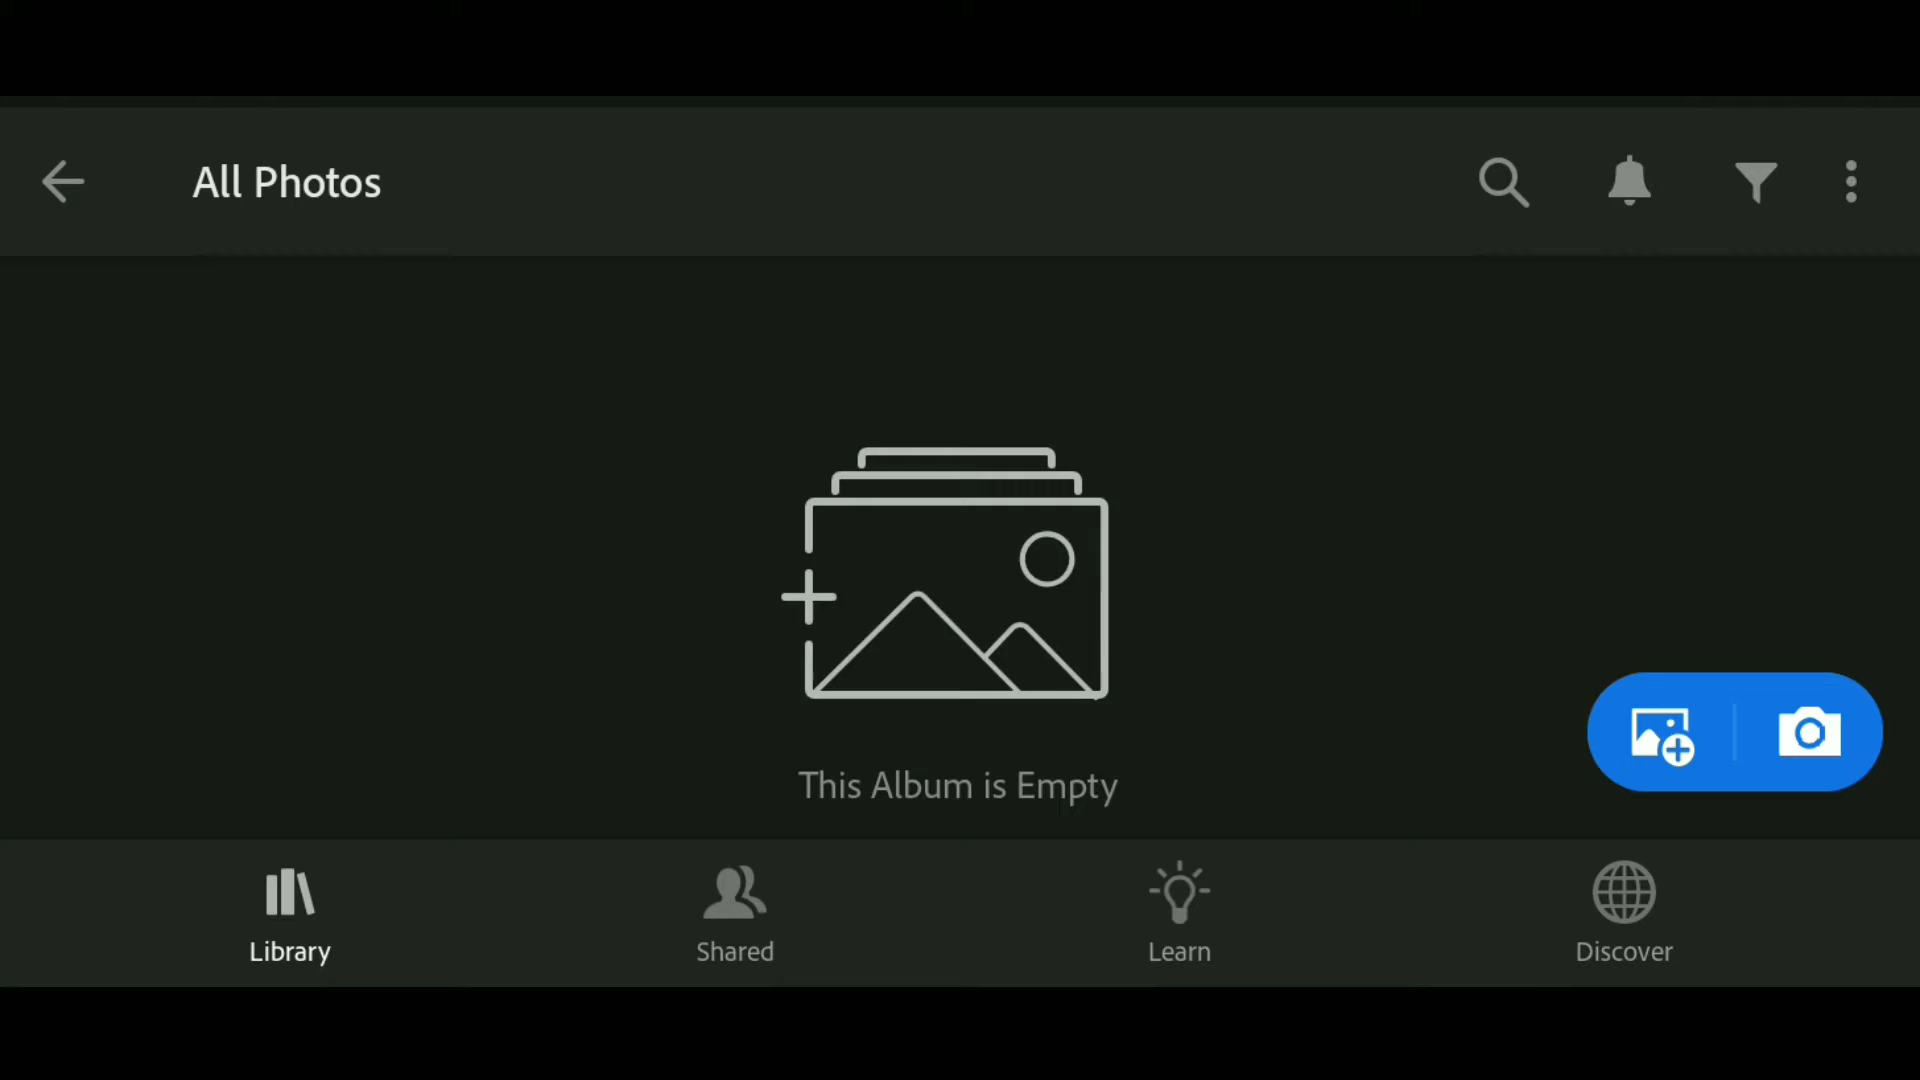 All Photos
This Album is Empty
Library
Shared
Learn
Discover